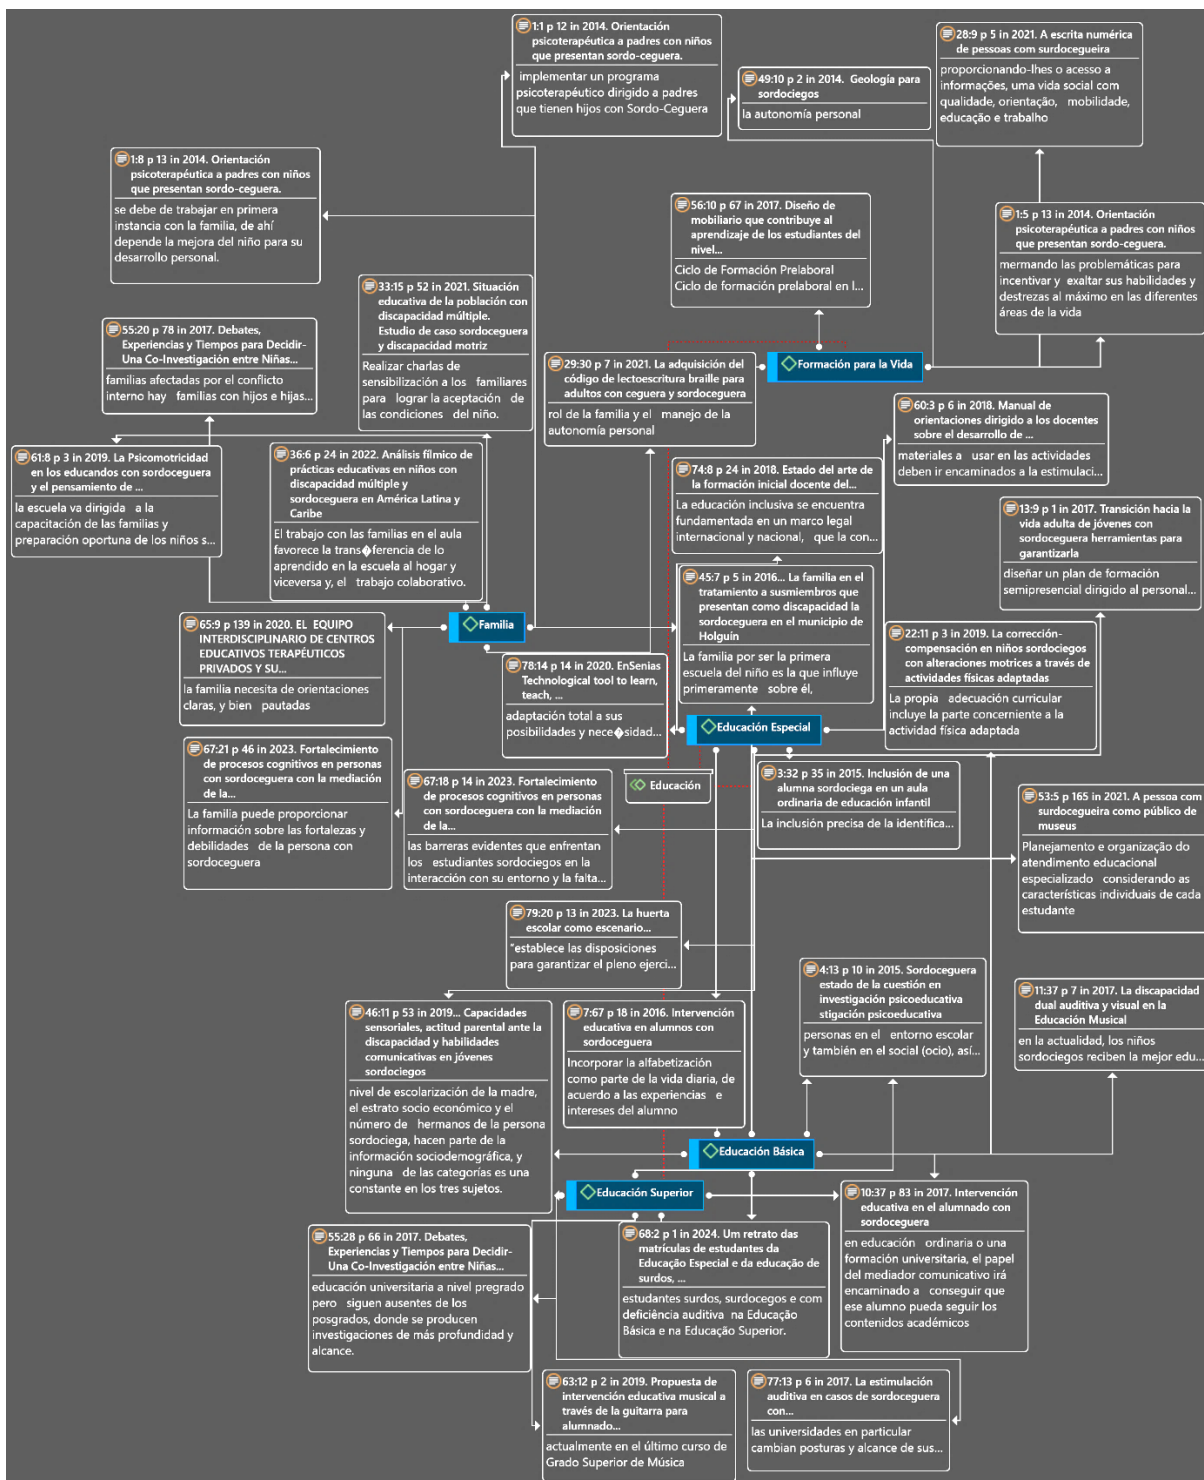 1:1 p 12 in 2014. Orientación
psicoterapéutica a padres con niños
que presentan sordo-ceguera.
implementar un programa
psicoterapéutico dirigido a padres
que tienen hijos con Sordo-Ceguera
28:9 p 5 in 2021. A escrita numérica
de pessoas com surdocegueira
proporcionando-lhes o acesso a
informações, uma vida social com
qualidade, orientação, mobilidade,
educação e trabalho
49:10 p 2 in 2014. Geología para
sordociegos
la autonomía personal
1:8 p 13 in 2014. Orientación
psicoterapéutica a padres con niños
que presentan sordo-ceguera.
se debe de trabajar en primera
instancia con la familia, de ahí
depende la mejora del niño para su
desarrollo personal.
56:10 p 67 in 2017. Diseño de
mobiliario que contribuye al
aprendizaje de los estudiantes del
nivel...
Ciclo de Formación Prelaboral
Ciclo de formación prelaboral en l...
1:5 p 13 in 2014. Orientación
psicoterapéutica a padres con niños
que presentan sordo-ceguera.
mermando las problemáticas para
incentivar y exaltar sus habilidades y
destrezas al máximo en las diferentes
áreas de la vida
33:15 p 52 in 2021. Situación
educativa de la población con
discapacidad múltiple.
Estudio de caso sordoceguera
y discapacidad motriz
Realizar charlas de
sensibilización a los familiares
para lograr la aceptación de
las condiciones del niño.
55:20 p 78 in 2017. Debates,
Experiencias y Tiempos para Decidir-
Una Co-Investigación entre Niñas...
familias afectadas por el conflicto
interno hay familias con hijos e hijas...
29:30 p 7 in 2021. La adquisición del
código de lectoescritura braille para
adultos con ceguera y sordoceguera
rol de la familia y el manejo de la
autonomía personal
Formación para la Vida
60:3 p 6 in 2018. Manual de
orientaciones dirigido a los docentes
sobre el desarrollo de ...
materiales a usar en las actividades
deben ir encaminados a la estimulaci...
61:8 p 3 in 2019. La Psicomotricidad
en los educandos con sordoceguera
y el pensamiento de ...
la escuela va dirigida a la
capacitación de las familias y
preparación oportuna de los niños s...
36:6 p 24 in 2022. Análisis fílmico de
prácticas educativas en niños con
discapacidad múltiple y
sordoceguera en América Latina y
Caribe
El trabajo con las familias en el aula
favorece la trans�ferencia de lo
aprendido en la escuela al hogar y
viceversa y, el trabajo colaborativo.
74:8 p 24 in 2018. Estado del arte de
la formación inicial docente del...
La educación inclusiva se encuentra
fundamentada en un marco legal
internacional y nacional, que la con...
13:9 p 1 in 2017. Transición hacia la
vida adulta de jóvenes con
sordoceguera herramientas para
garantizarla
diseñar un plan de formación
semipresencial dirigido al personal...
45:7 p 5 in 2016... La familia en el
tratamiento a susmiembros que
presentan como discapacidad la
sordoceguera en el municipio de
Holguín
La familia por ser la primera
escuela del niño es la que influye
primeramente sobre él,
65:9 p 139 in 2020. EL EQUIPO
INTERDISCIPLINARIO DE CENTROS
EDUCATIVOS TERAPÉUTICOS
PRIVADOS Y SU...
la familia necesita de orientaciones
claras, y bien pautadas
Familia
22:11 p 3 in 2019. La corrección-
compensación en niños sordociegos
con alteraciones motrices a través de
actividades físicas adaptadas
La propia adecuación curricular
incluye la parte concerniente a la
actividad física adaptada
78:14 p 14 in 2020. EnSenias
Technological tool to learn,
teach, ...
adaptación total a sus
posibilidades y nece�sidad...
Educación Especial
67:21 p 46 in 2023. Fortalecimiento
de procesos cognitivos en personas
con sordoceguera con la mediación
de la...
La familia puede proporcionar
información sobre las fortalezas y
debilidades de la persona con
sordoceguera
67:18 p 14 in 2023. Fortalecimiento
de procesos cognitivos en personas
con sordoceguera con la mediación
de la...
las barreras evidentes que enfrentan
los estudiantes sordociegos en la
interacción con su entorno y la falta...
Educación
3:32 p 35 in 2015. Inclusión de una
alumna sordociega en un aula
ordinaria de educación infantil
La inclusión precisa de la identifica...
53:5 p 165 in 2021. A pessoa com
surdocegueira como público de
museus
Planejamento e organização do
atendimento educacional
especializado considerando as
características individuais de cada
estudante
79:20 p 13 in 2023. La huerta
escolar como escenario...
"establece las disposiciones
para garantizar el pleno ejerci...
4:13 p 10 in 2015. Sordoceguera
estado de la cuestión en
investigación psicoeducativa
stigación psicoeducativa
personas en el entorno escolar
y también en el social (ocio), así...
11:37 p 7 in 2017. La discapacidad
dual auditiva y visual en la
Educación Musical
en la actualidad, los niños
sordociegos reciben la mejor edu...
46:11 p 53 in 2019... Capacidades
sensoriales, actitud parental ante la
discapacidad y habilidades
comunicativas en jóvenes
sordociegos
nivel de escolarización de la madre,
el estrato socio económico y el
número de hermanos de la persona
sordociega, hacen parte de la
información sociodemográfica, y
ninguna de las categorías es una
constante en los tres sujetos.
7:67 p 18 in 2016. Intervención
educativa en alumnos con
sordoceguera
Incorporar la alfabetización
como parte de la vida diaria, de
acuerdo a las experiencias e
intereses del alumno
Educación Básica
Educación Superior
10:37 p 83 in 2017. Intervención
educativa en el alumnado con
sordoceguera
en educación ordinaria o una
formación universitaria, el papel
del mediador comunicativo irá
encaminado a conseguir que
ese alumno pueda seguir los
contenidos académicos
55:28 p 66 in 2017. Debates,
Experiencias y Tiempos para Decidir-
Una Co-Investigación entre Niñas...
educación universitaria a nivel pregrado
pero siguen ausentes de los
posgrados, donde se producen
investigaciones de más profundidad y
alcance.
68:2 p 1 in 2024. Um retrato das
matrículas de estudantes da
Educação Especial e da educação de
surdos, ...
estudantes surdos, surdocegos e com
deficiência auditiva na Educação
Básica e na Educação Superior.
63:12 p 2 in 2019. Propuesta de
intervención educativa musical a
través de la guitarra para
alumnado...
actualmente en el último curso de
Grado Superior de Música
77:13 p 6 in 2017. La estimulación
auditiva en casos de sordoceguera
con...
las universidades en particular
cambian posturas y alcance de sus...